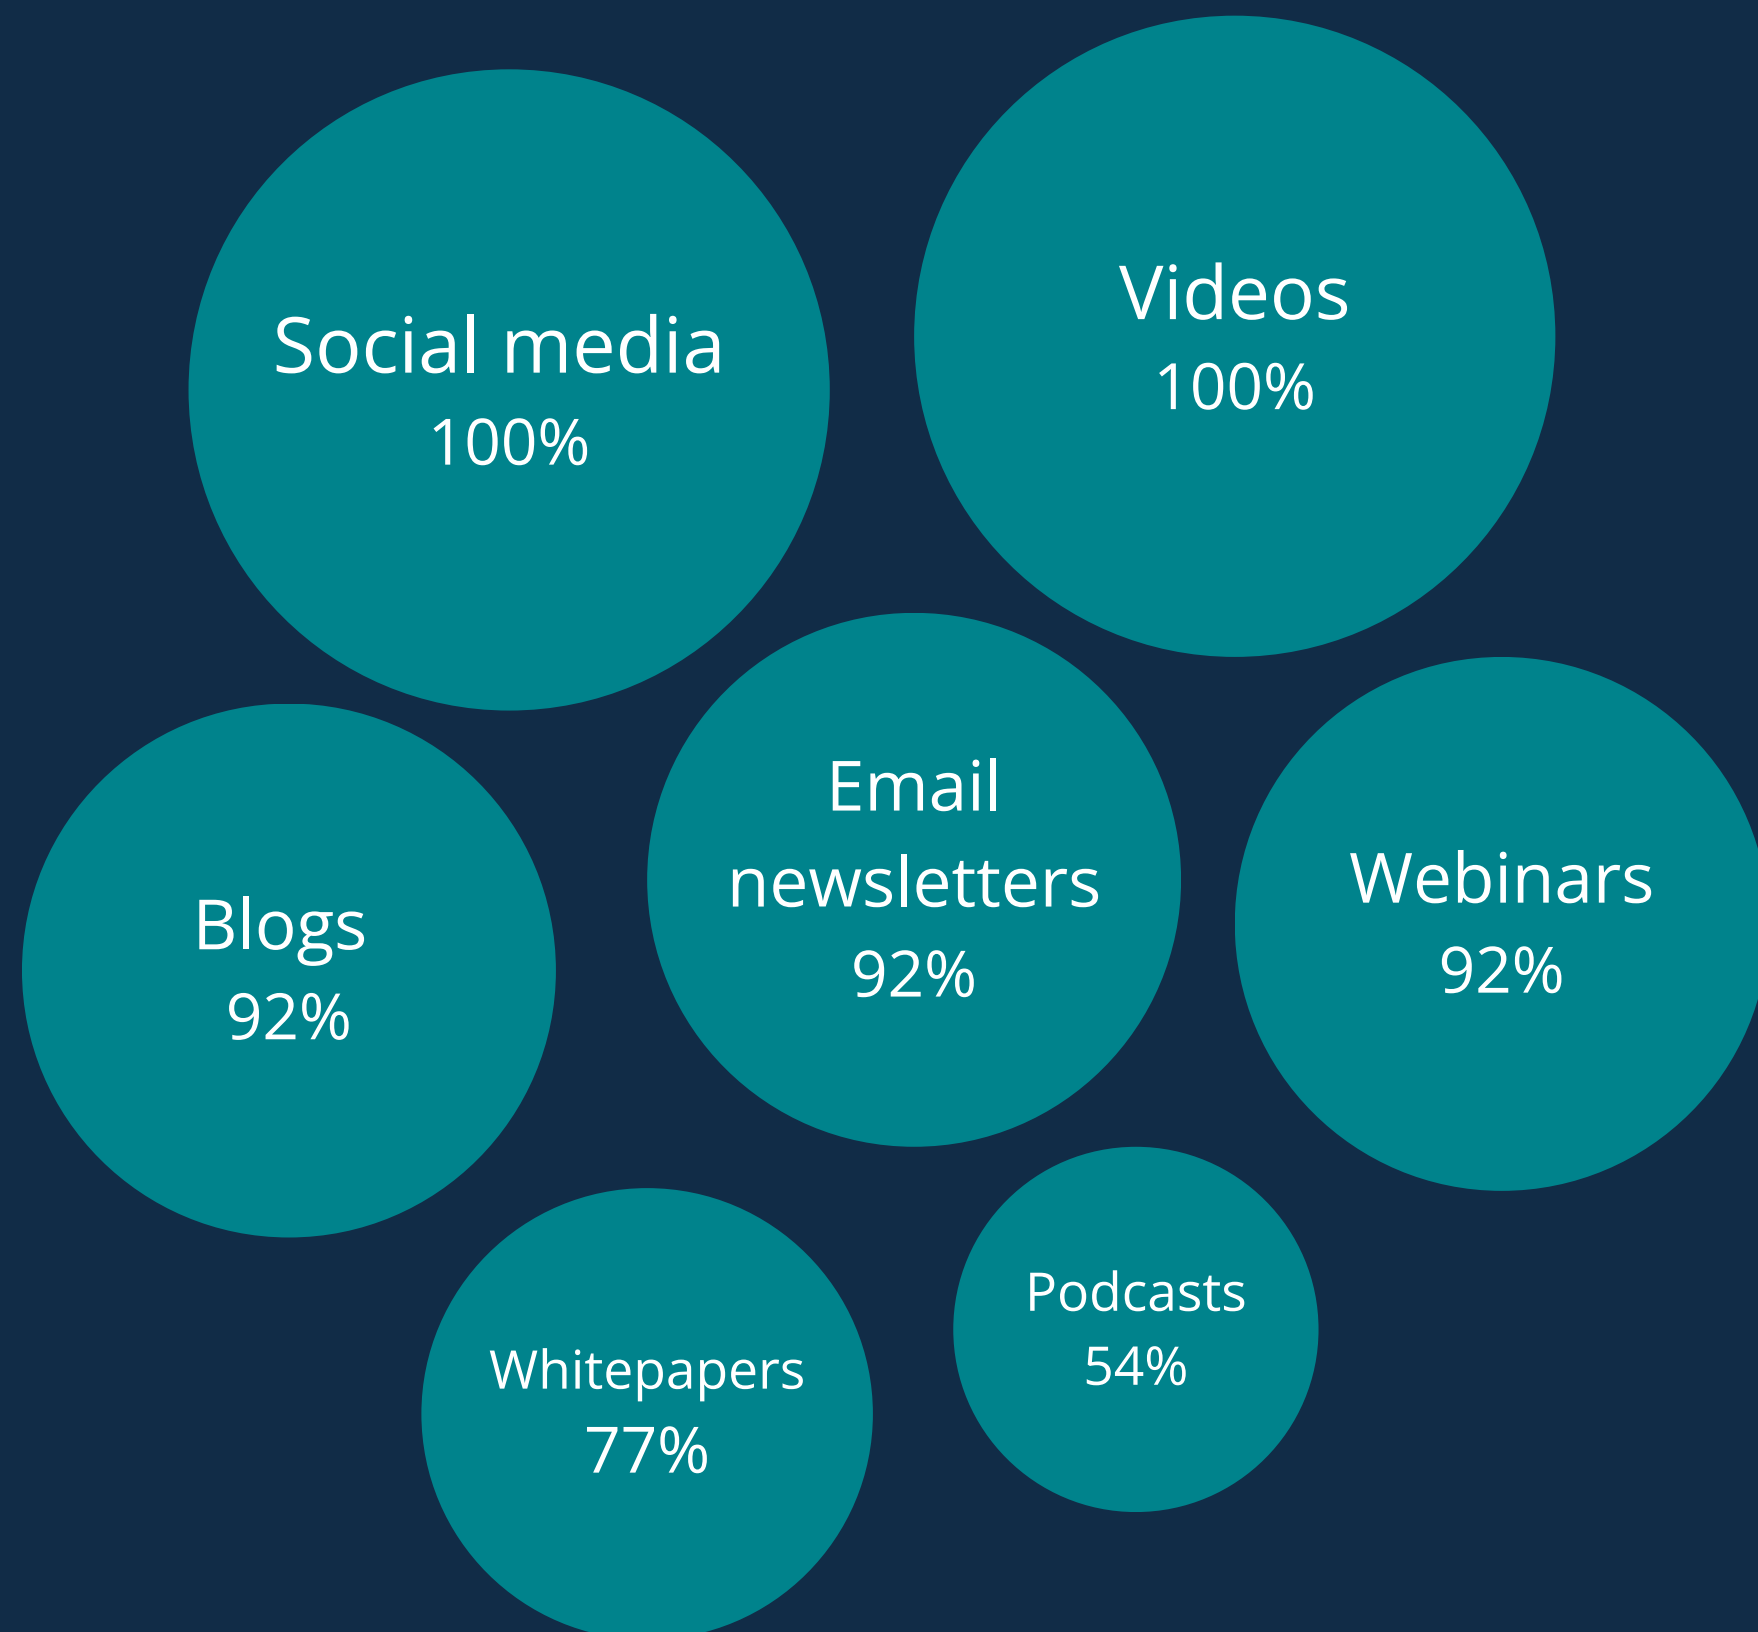 Social media
100%
Videos
100%
Blogs
92%
Email
newsletters
92%
Webinars
92%
Whitepapers
77%
Podcasts
54%